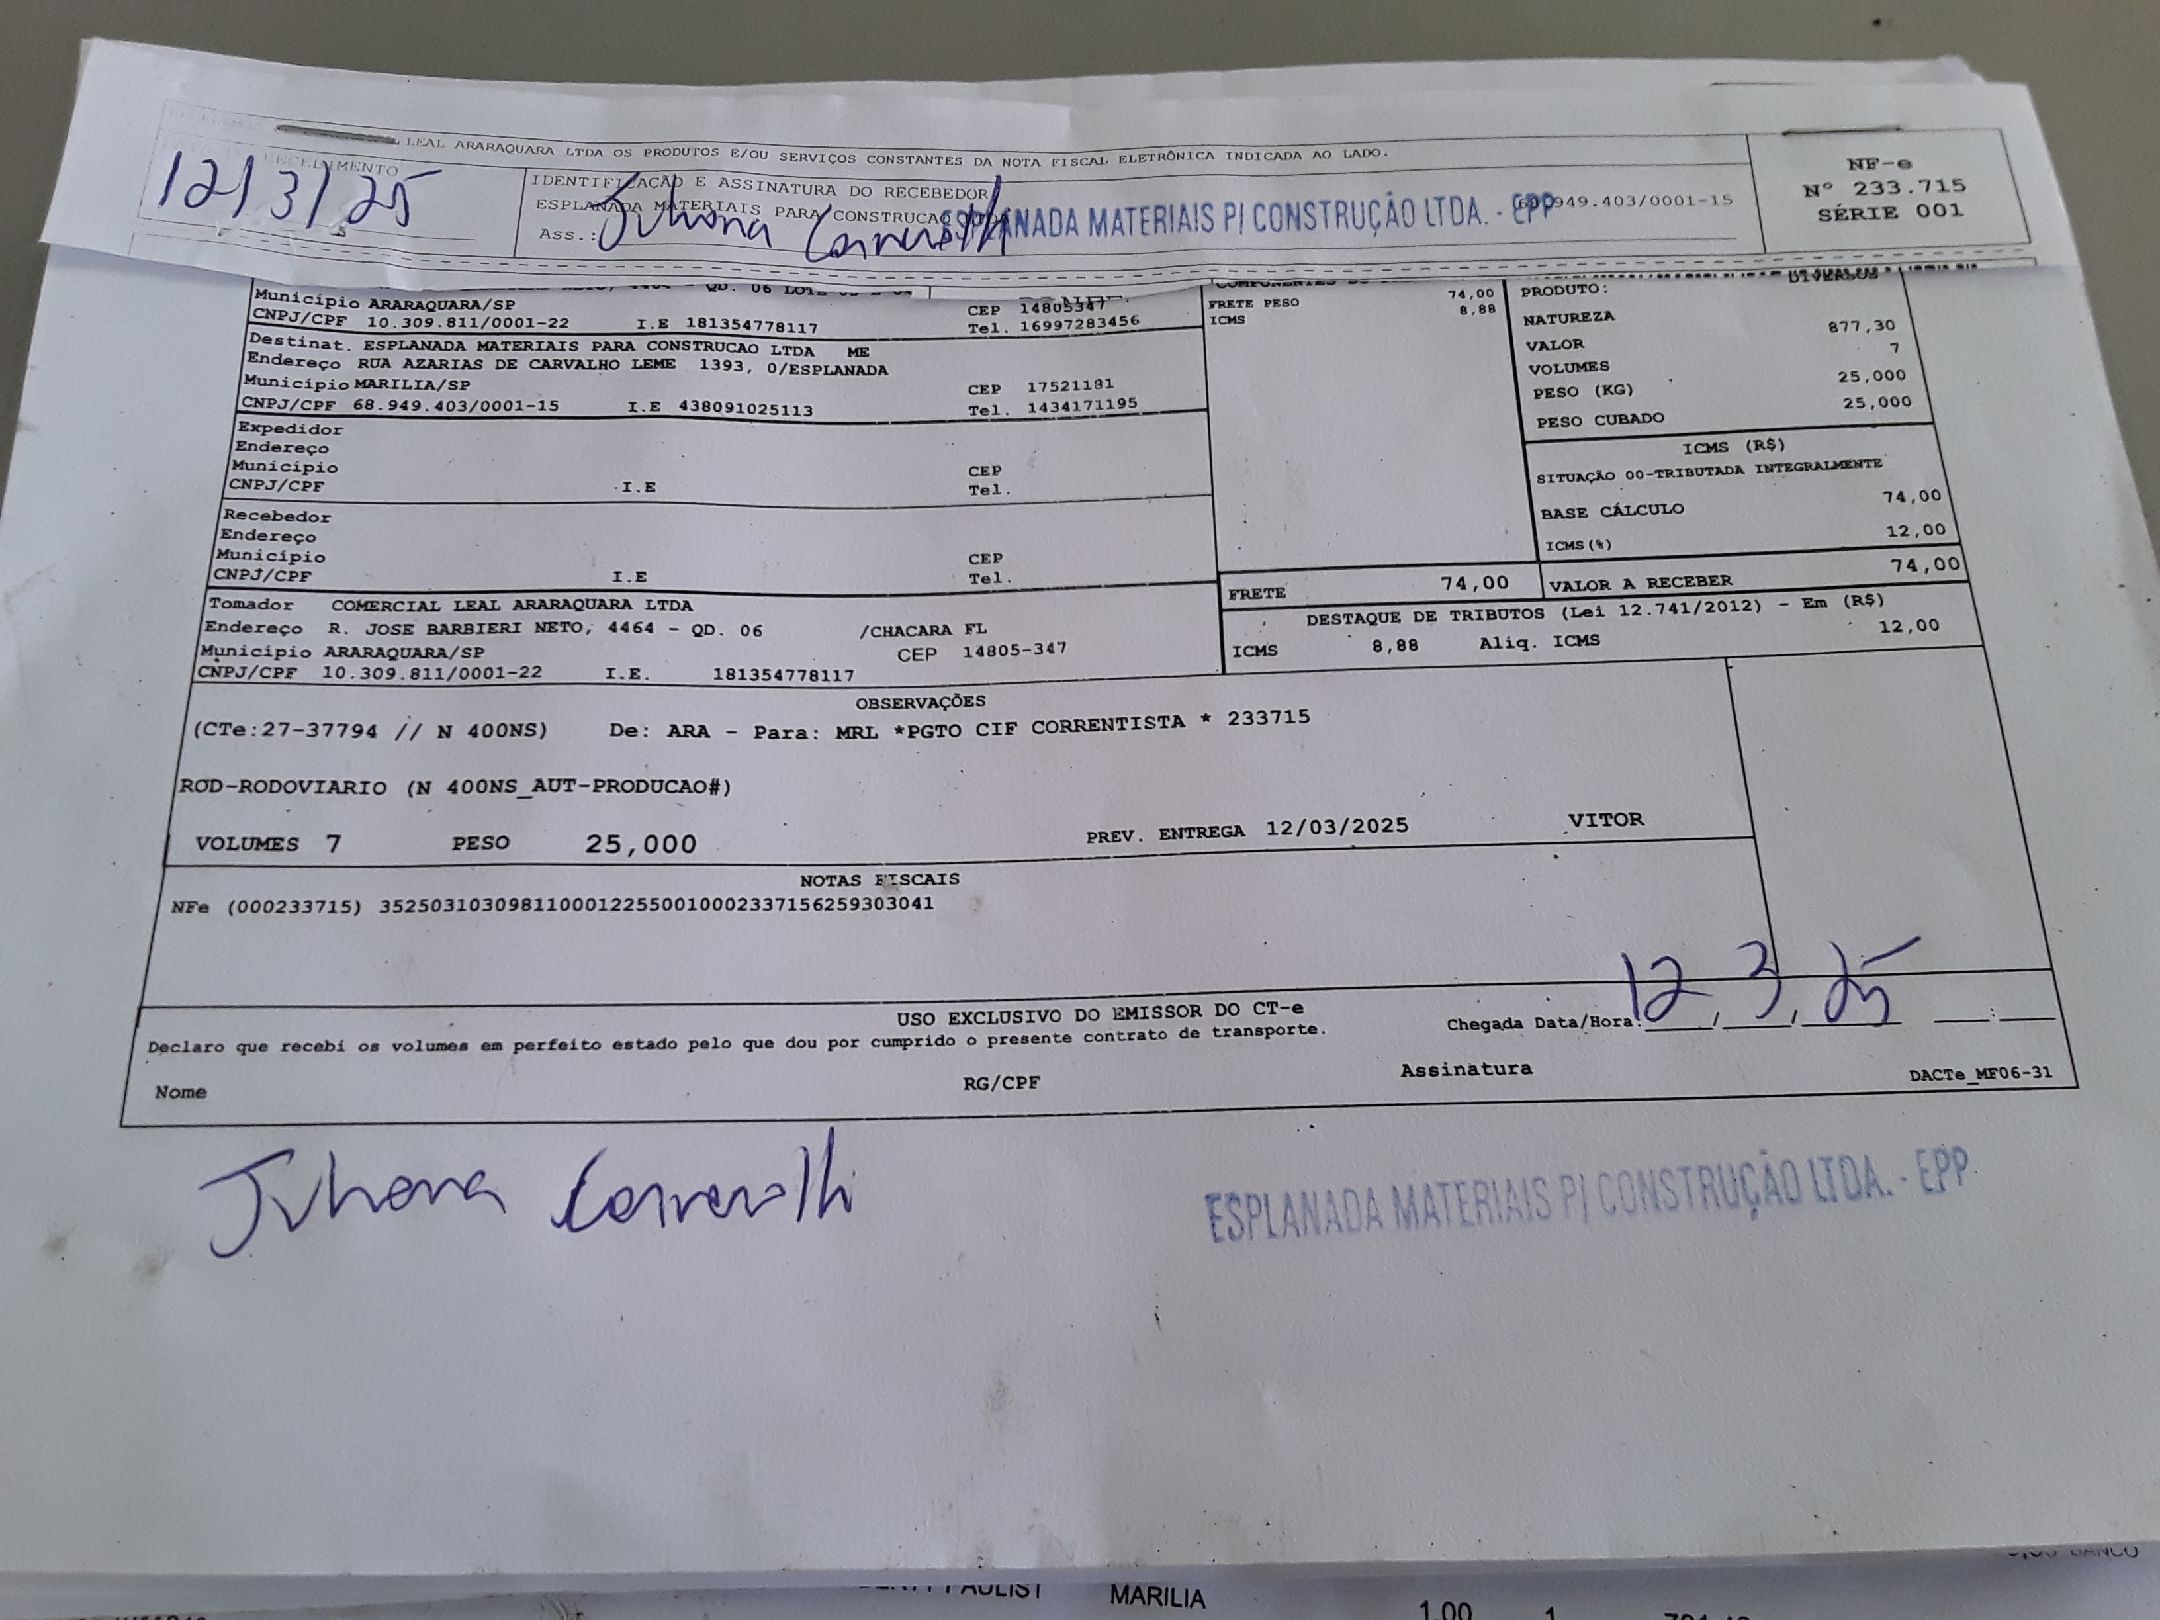 LEAL ARARAQUARA LTDA OS PRODUTOS E/OU SERVIÇOS CONSTANTES DA NOTA FISCAL ELETRÔNICA INDICADA AO LADO.
12/3/25
IDENTIFICAÇÃO E ASSINATURA DO RECEBEDOR
ESPLANADA MATERIAIS PARA CONSTRUCAO
ESPLANADA MATERIAIS P/ CONSTRUÇÃO LTDA. - EPP
949.403/0001-15
Ass.: Juliana Carvalho
NF-e
Nº 233.715
SÉRIE 001
Município ARARAQUARA/SP CEP 14805347
CNPJ/CPF 10.309.811/0001-22 I.E 181354778117 Tel. 16997283456
Destinat. ESPLANADA MATERIAIS PARA CONSTRUCAO LTDA ME
Endereço RUA AZARIAS DE CARVALHO LEME 1393, 0/ESPLANADA
Município MARILIA/SP CEP 17521181
CNPJ/CPF 68.949.403/0001-15 I.E 438091025113 Tel. 1434171195
Expedidor
Endereço
Município CEP
CNPJ/CPF I.E Tel.
Recebedor
Endereço
Município CEP
CNPJ/CPF I.E Tel.
Tomador COMERCIAL LEAL ARARAQUARA LTDA
Endereço R. JOSE BARBIERI NETO, 4464 - QD. 06 /CHACARA FL
Município ARARAQUARA/SP CEP 14805-347
CNPJ/CPF 10.309.811/0001-22 I.E. 181354778117
FRETE PESO 74,00
ICMS 8,88
PRODUTO: DIVERSOS
NATUREZA
VALOR 877,30
VOLUMES 7
PESO (KG) 25,000
PESO CUBADO 25,000
ICMS (R$)
SITUAÇÃO 00-TRIBUTADA INTEGRALMENTE
BASE CÁLCULO 74,00
ICMS(%) 12,00
FRETE 74,00 VALOR A RECEBER 74,00
DESTAQUE DE TRIBUTOS (Lei 12.741/2012) - Em (R$)
ICMS 8,88 Aliq. ICMS 12,00
OBSERVAÇÕES
(CTe:27-37794 // N 400NS) De: ARA - Para: MRL *PGTO CIF CORRENTISTA * 233715
ROD-RODOVIARIO (N 400NS_AUT-PRODUCAO#)
VOLUMES 7 PESO 25,000 PREV. ENTREGA 12/03/2025 VITOR
NOTAS FISCAIS
NFe (000233715) 35250310309811000122550010002337156259303041
USO EXCLUSIVO DO EMISSOR DO CT-e
Chegada Data/Hora: 12/3/25 :
Declaro que recebi os volumes em perfeito estado pelo que dou por cumprido o presente contrato de transporte.
Nome RG/CPF Assinatura DACTe_MF06-31
Juliana Carvalho
ESPLANADA MATERIAIS P/ CONSTRUÇÃO LTDA. - EPP
MARILIA
1,00 1